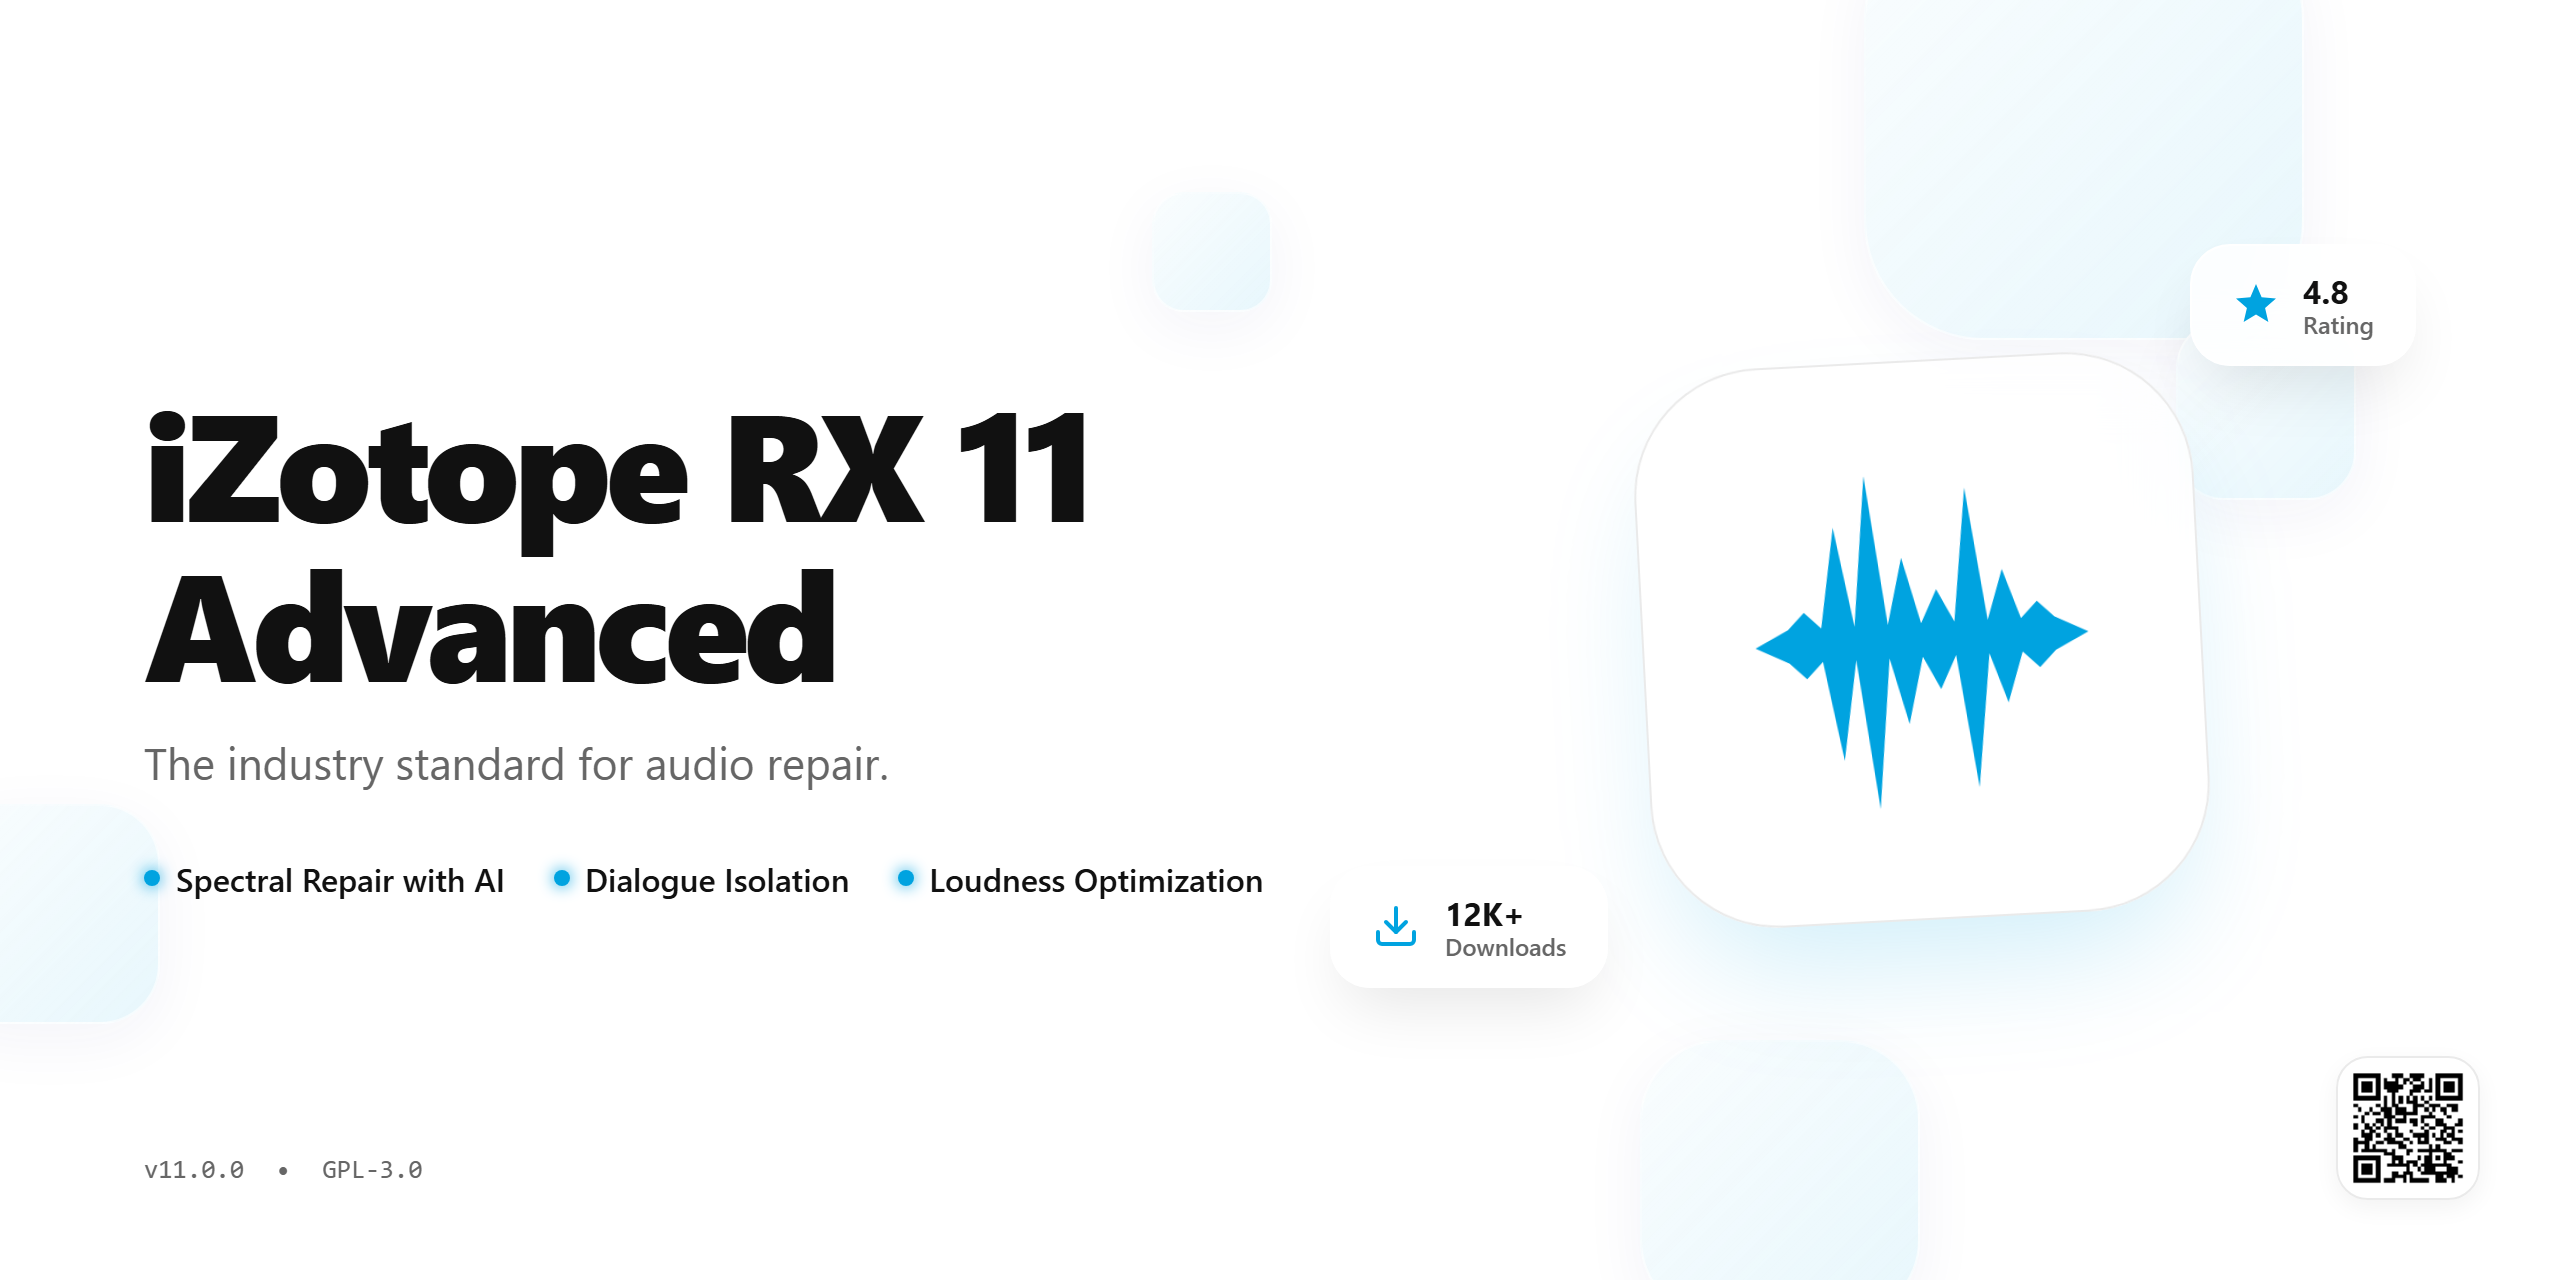 iZotope RX 11
Advanced
The industry standard for audio repair.
Spectral Repair with AI
Dialogue Isolation
Loudness Optimization
4.8
Rating
12K+
Downloads
v11.0.0 • GPL-3.0